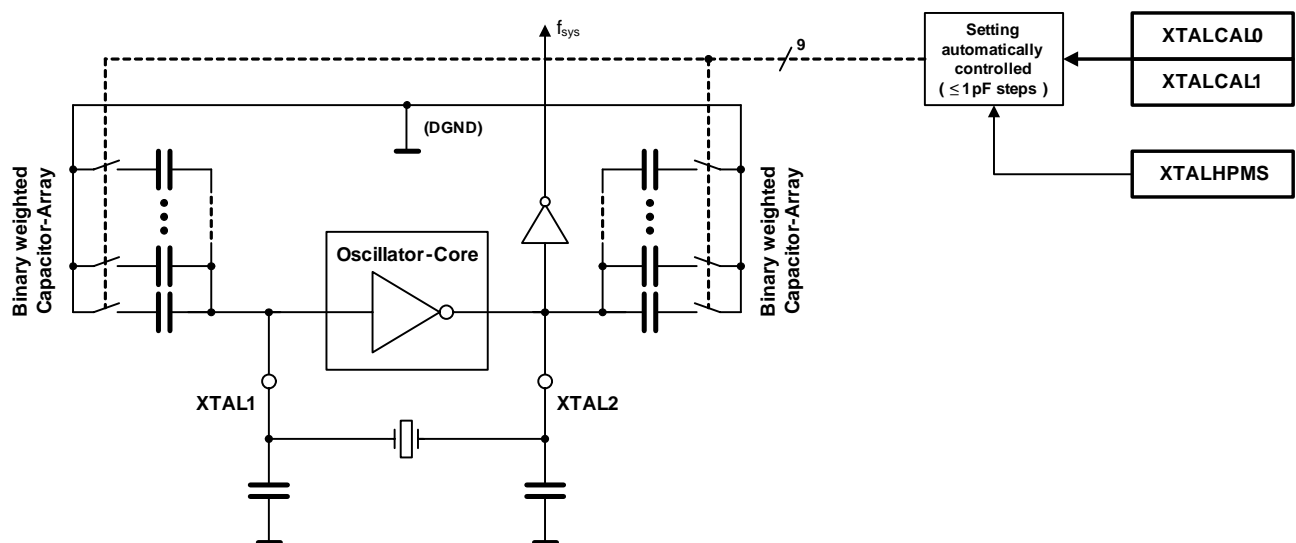 f_sys
9
Setting
automatically
controlled
( ≤ 1pF steps )
XTALCAL0
XTALCAL1
XTALHPMS
(DGND)
Binary weighted
Capacitor-Array
Oscillator-Core
Binary weighted
Capacitor-Array
XTAL1
XTAL2